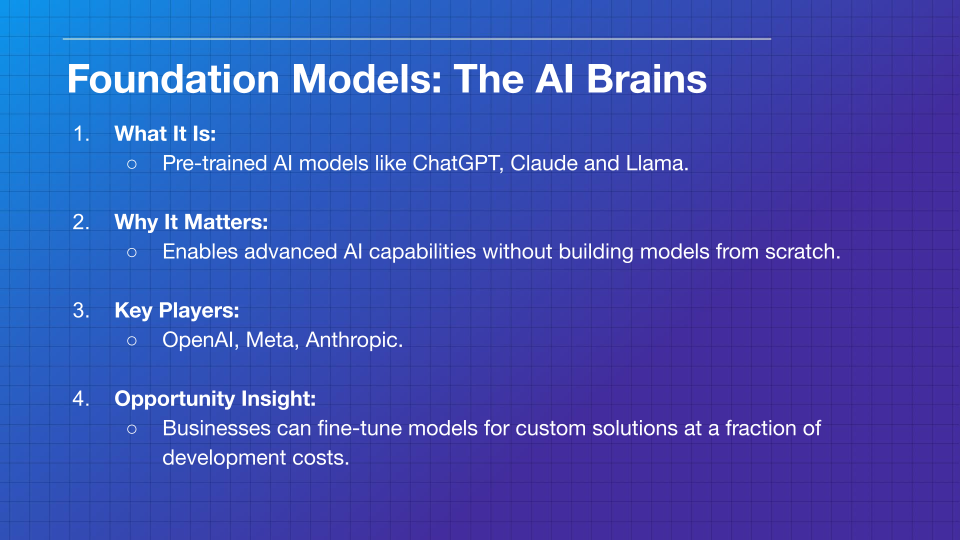 Foundation Models: The AI Brains
1. What It Is:
○ Pre-trained AI models like ChatGPT, Claude and Llama.
2. Why It Matters:
○ Enables advanced AI capabilities without building models from scratch.
3. Key Players:
○ OpenAI, Meta, Anthropic.
4. Opportunity Insight:
○ Businesses can fine-tune models for custom solutions at a fraction of
development costs.